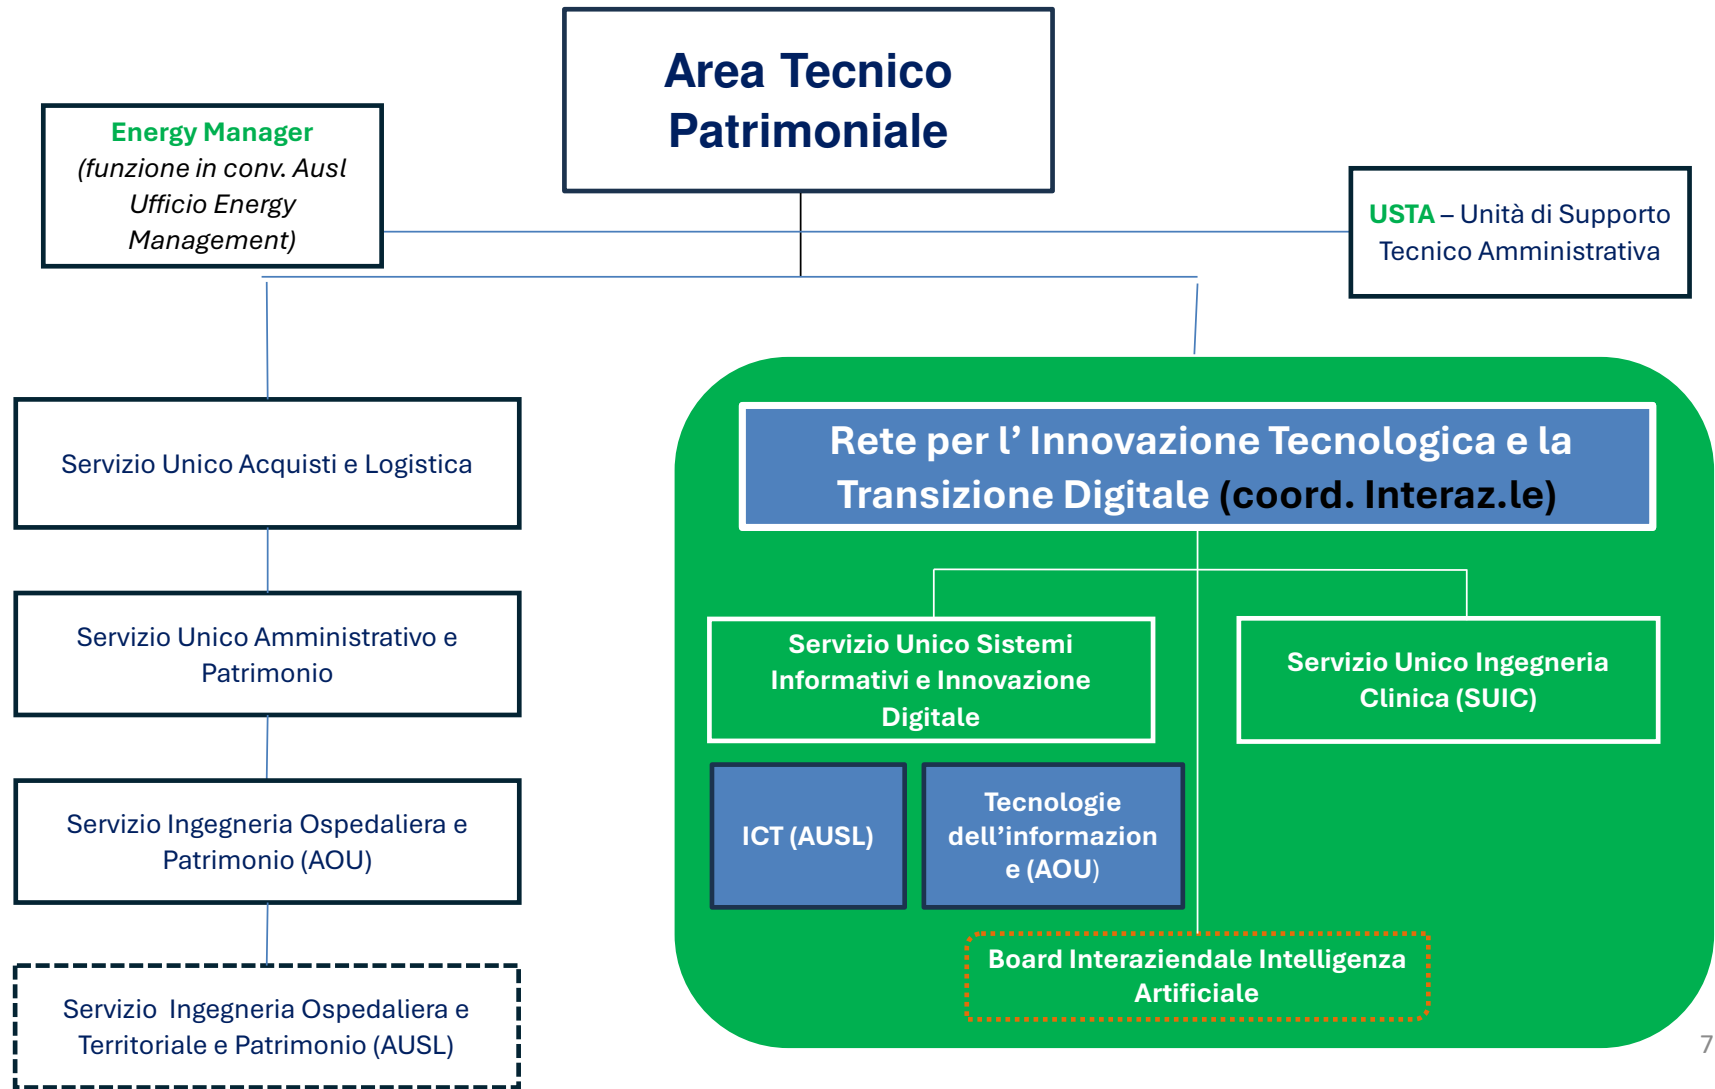 Area Tecnico
Patrimoniale
Energy Manager
(funzione in conv. Ausl
Ufficio Energy
Management)
USTA – Unità di Supporto
Tecnico Amministrativa
Servizio Unico Acquisti e Logistica
Servizio Unico Amministrativo e
Patrimonio
Servizio Ingegneria Ospedaliera e
Patrimonio (AOU)
Servizio Ingegneria Ospedaliera e
Territoriale e Patrimonio (AUSL)
Rete per l’ Innovazione Tecnologica e la
Transizione Digitale (coord. Interaz.le)
Servizio Unico Sistemi
Informativi e Innovazione
Digitale
Servizio Unico Ingegneria
Clinica (SUIC)
ICT (AUSL)
Tecnologie
dell’informazion
e (AOU)
Board Interaziendale Intelligenza
Artificiale
7